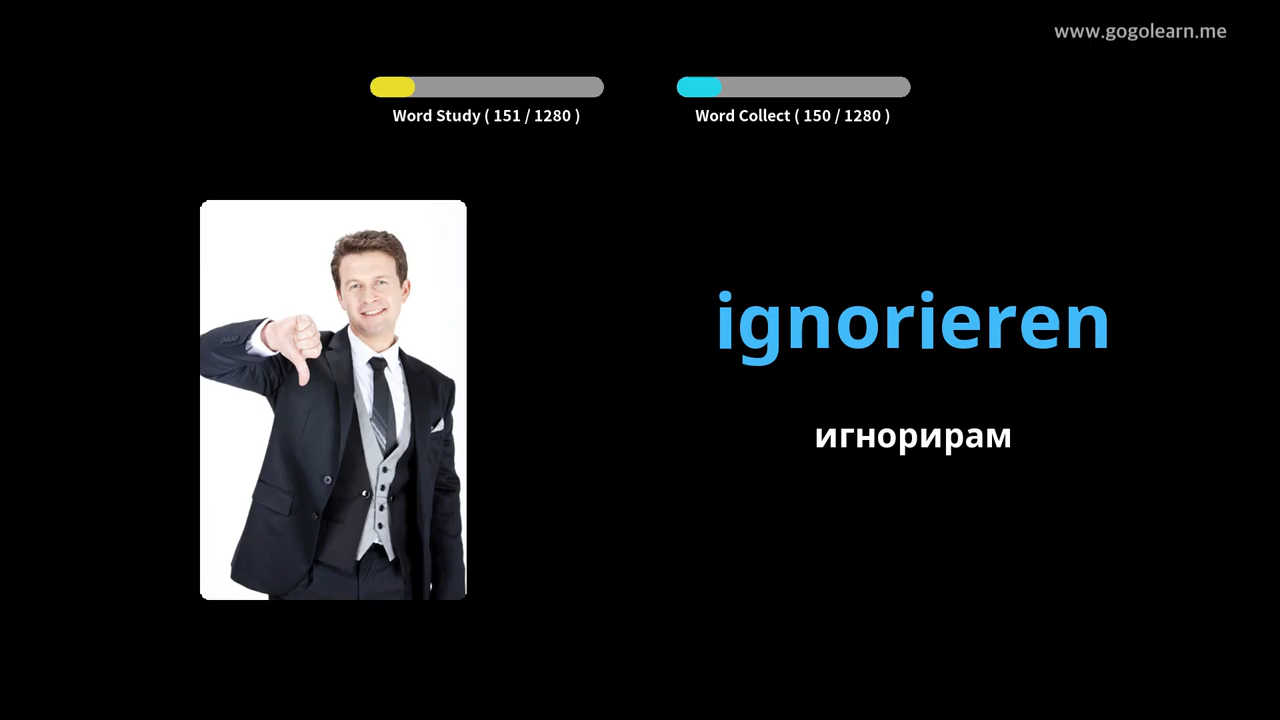 www.gogolearn.me
Word Study ( 151 / 1280 )
Word Collect ( 150 / 1280 )
ignorieren
игнорирам